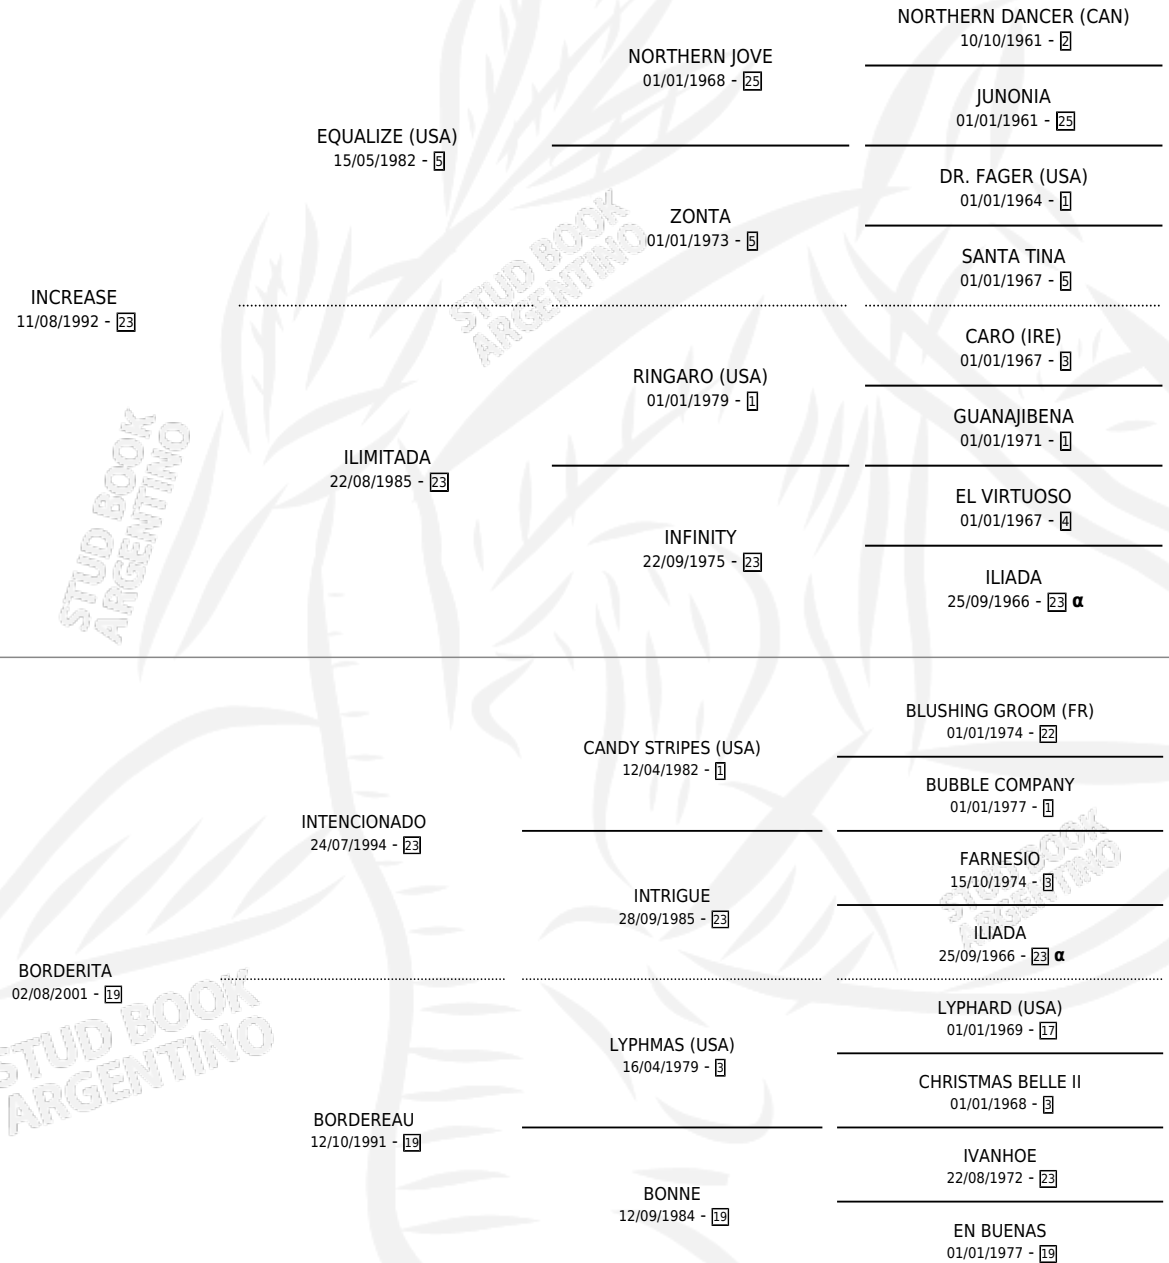 NORTHERN DANCER (CAN)
10/10/1961 - 2
NORTHERN JOVE
01/01/1968 - 25
JUNONIA
01/01/1961 - 25
EQUALIZE (USA)
15/05/1982 - 5
DR. FAGER (USA)
01/01/1964 - 1
ZONTA
01/01/1973 - 5
SANTA TINA
01/01/1967 - 5
INCREASE
11/08/1992 - 23
CARO (IRE)
01/01/1967 - 3
RINGARO (USA)
01/01/1979 - 1
GUANAJIBENA
01/01/1971 - 1
ILIMITADA
22/08/1985 - 23
EL VIRTUOSO
01/01/1967 - 4
INFINITY
22/09/1975 - 23
ILIADA
25/09/1966 - 23 α
BLUSHING GROOM (FR)
01/01/1974 - 22
CANDY STRIPES (USA)
12/04/1982 - 1
BUBBLE COMPANY
01/01/1977 - 1
INTENCIONADO
24/07/1994 - 23
FARNESIO
15/10/1974 - 3
INTRIGUE
28/09/1985 - 23
ILIADA
25/09/1966 - 23 α
BORDERITA
02/08/2001 - 19
LYPHARD (USA)
01/01/1969 - 17
LYPHMAS (USA)
16/04/1979 - 3
CHRISTMAS BELLE II
01/01/1968 - 3
BORDEREAU
12/10/1991 - 19
IVANHOE
22/08/1972 - 23
BONNE
12/09/1984 - 19
EN BUENAS
01/01/1977 - 19
STUD BOOK
ARGENTINO
STUD BOOK
ARGENTINO
STUD BOOK
ARGENTINO
STUD BOOK
ARGENTINO